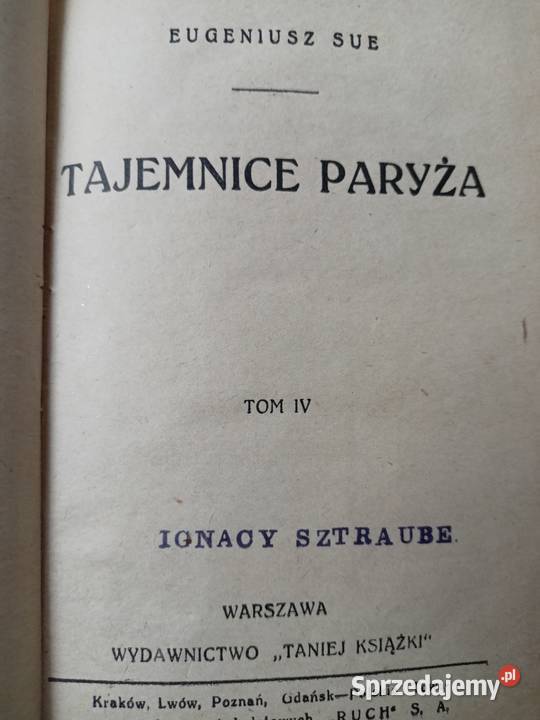 EUGENIUSZ SUE
TAJEMNICE PARYŻA
TOM IV
IGNACY SZTRAUBE.
WARSZAWA
WYDAWNICTWO „TANIEJ KSIĄŻKI"
Kraków, Lwów, Poznań, Gdańsk—
"RUCH" S. A.
Sprzedajemy.pl